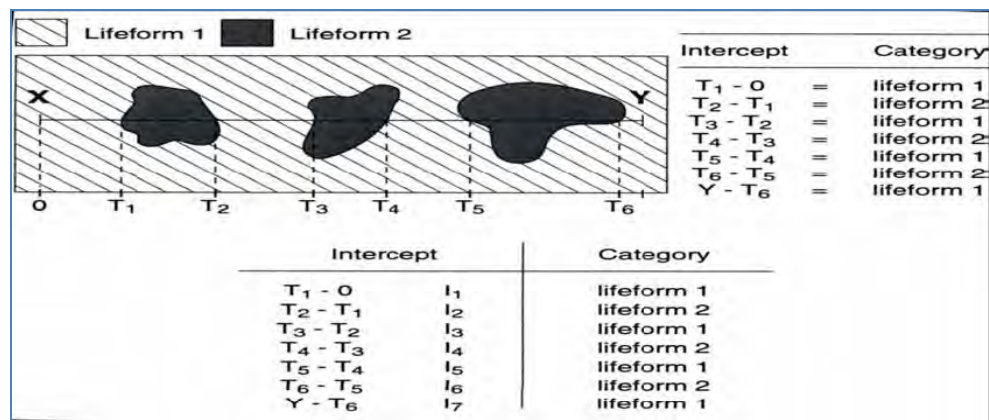 Lifeform 1 Lifeform 2
X Y
0 T1 T2 T3 T4 T5 T6
Intercept Category
T1 - 0 = lifeform 1
T2 - T1 = lifeform 2
T3 - T2 = lifeform 1
T4 - T3 = lifeform 2
T5 - T4 = lifeform 1
T6 - T5 = lifeform 2
Y - T6 = lifeform 1
Intercept Category
T1 - 0 I1 lifeform 1
T2 - T1 I2 lifeform 2
T3 - T2 I3 lifeform 1
T4 - T3 I4 lifeform 2
T5 - T4 I5 lifeform 1
T6 - T5 I6 lifeform 2
Y - T6 I7 lifeform 1